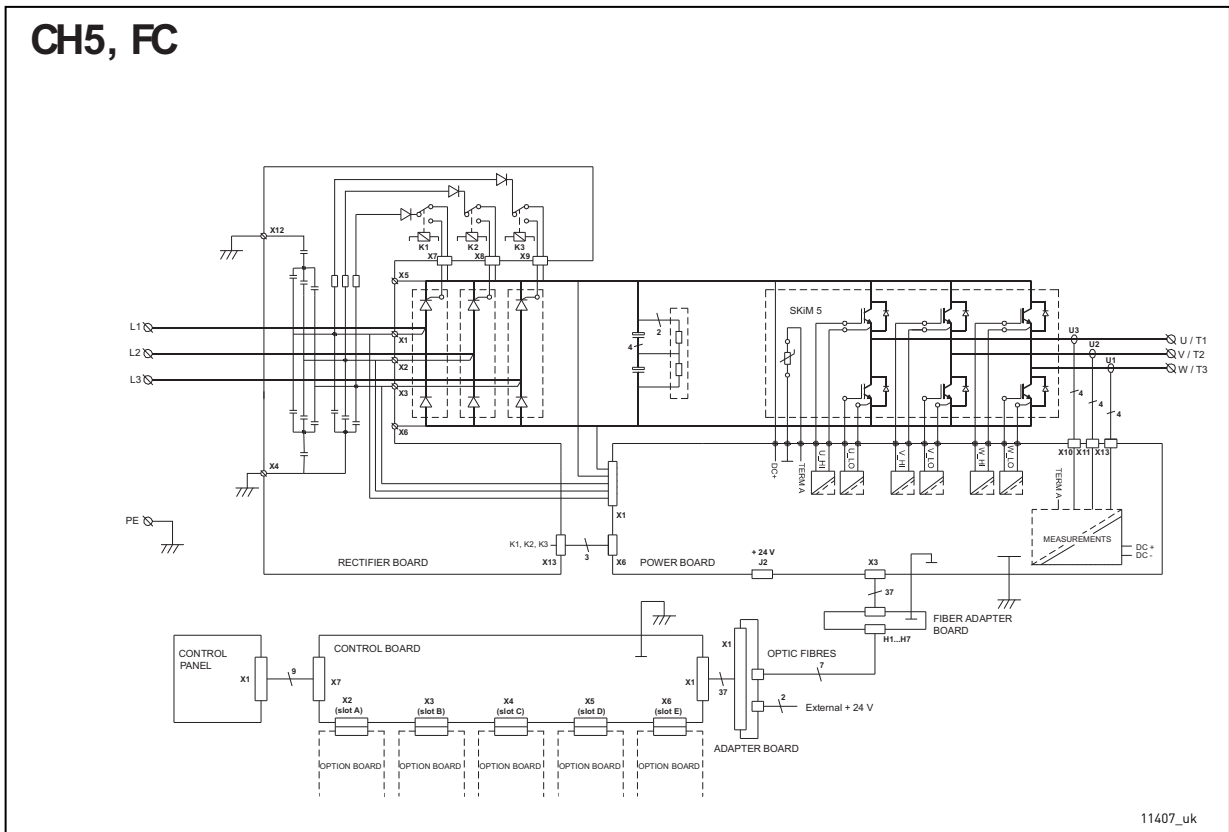 CH5, FC
X12
K1
K2
K3
X7
X8
X9
X5
L1
L2
L3
X1
X2
X3
X6
X4
PE
2
4
SKiM 5
U3
U2
U1
U / T1
V / T2
W / T3
4
4
4
DC+
TERM A
U_HI
U_LO
V_HI
V_LO
W_HI
W_LO
X10
X11
X13
TERM A
MEASUREMENTS
DC +
DC -
X1
K1, K2, K3
3
RECTIFIER BOARD
X13
X6
POWER BOARD
+ 24 V
J2
X3
37
FIBER ADAPTER
BOARD
H1...H7
CONTROL
PANEL
X1
9
X7
CONTROL BOARD
X1
37
X1
OPTIC FIBRES
7
2
External + 24 V
ADAPTER BOARD
X2
(slot A)
X3
(slot B)
X4
(slot C)
X5
(slot D)
X6
(slot E)
OPTION BOARD
OPTION BOARD
OPTION BOARD
OPTION BOARD
OPTION BOARD
11407_uk